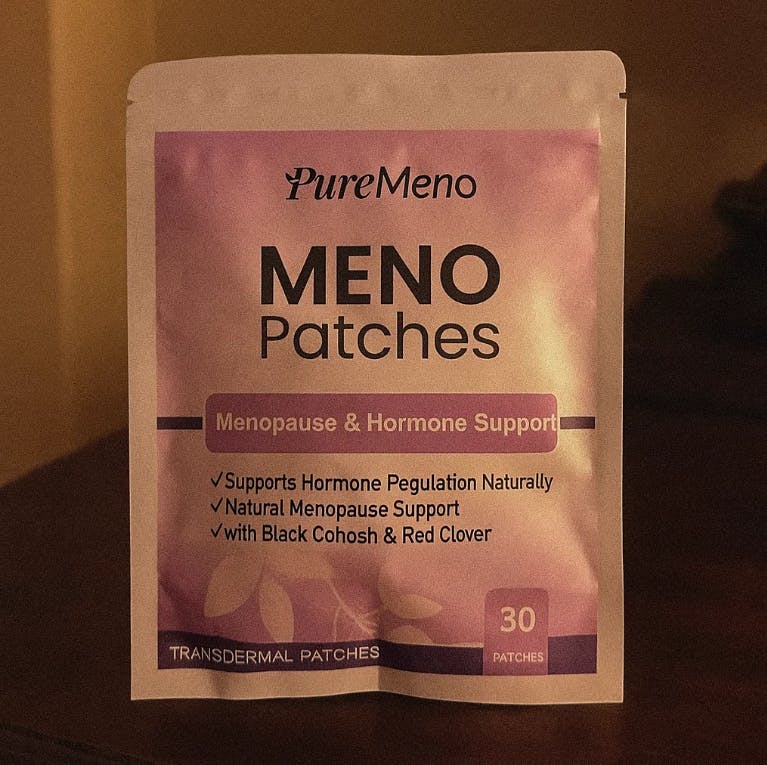 PureMeno
MENO
Patches
Menopause & Hormone Support
✓Supports Hormone Pegulation Naturally
✓Natural Menopause Support
✓with Black Cohosh & Red Clover
30
PATCHES
TRANSDERMAL PATCHES